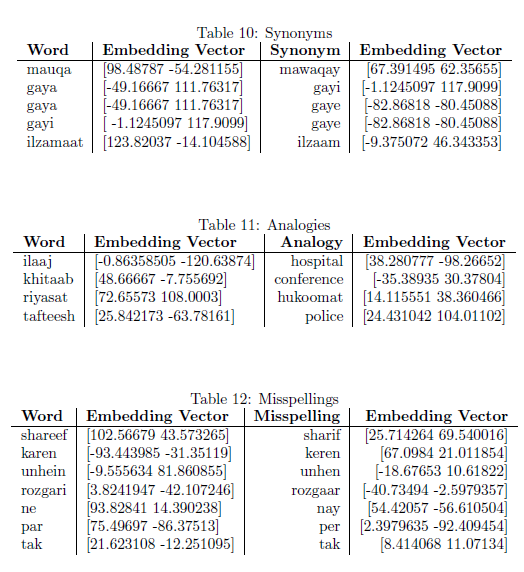 Table 10: Synonyms
Word Embedding Vector Synonym Embedding Vector
mauqa [98.48787 -54.281155] mawaqay [67.391495 62.35655]
gaya [-49.16667 111.76317] gayi [-1.1245097 117.9099]
gaya [-49.16667 111.76317] gaye [-82.86818 -80.45088]
gayi [ -1.1245097 117.9099] gaye [-82.86818 -80.45088]
ilzamaat [123.82037 -14.104588] ilzaam [-9.375072 46.343353]
Table 11: Analogies
Word Embedding Vector Analogy Embedding Vector
ilaaj [-0.86358505 -120.63874] hospital [38.280777 -98.26652]
khitaab [48.66667 -7.755692] conference [-35.38935 30.37804]
riyasat [72.65573 108.0003] hukoomat [14.115551 38.360466]
tafteesh [25.842173 -63.78161] police [24.431042 104.01102]
Table 12: Misspellings
Word Embedding Vector Misspelling Embedding Vector
shareef [102.56679 43.573265] sharif [25.714264 69.540016]
karen [-93.443985 -31.35119] keren [67.0984 21.011854]
unhein [-9.555634 81.860855] unhen [-18.67653 10.61822]
rozgari [3.8241947 -42.107246] rozgaar [-40.73494 -2.5979357]
ne [93.82841 14.390238] nay [54.42057 -56.610504]
par [75.49697 -86.37513] per [2.3979635 -92.409454]
tak [21.623108 -12.251095] tak [8.414068 11.07134]